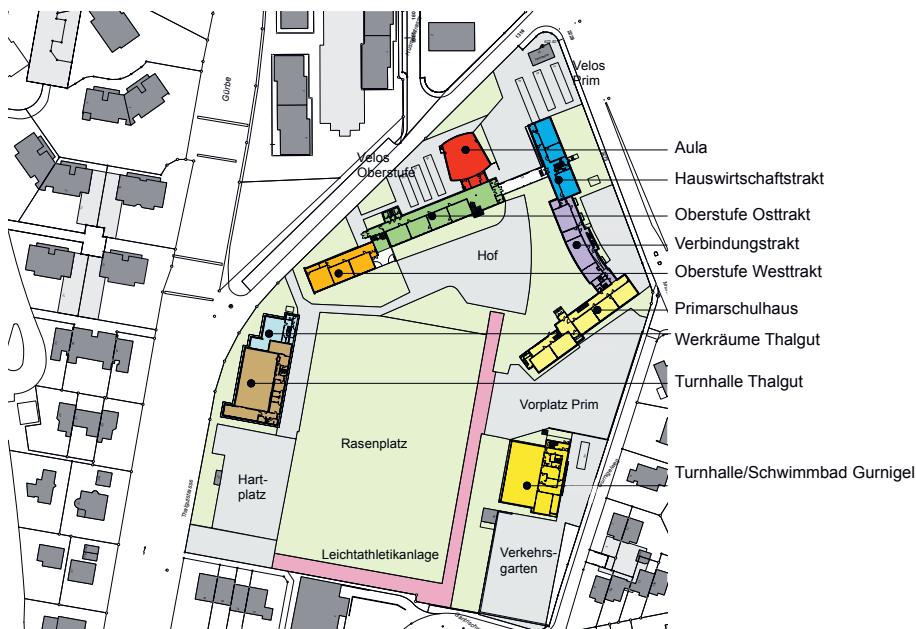 Gürbe
Velos
Prim
Velos
Oberstufe
Aula
Hauswirtschaftstrakt
Oberstufe Osttrakt
Verbindungstrakt
Hof
Oberstufe Westtrakt
Primarschulhaus
Werkräume Thalgut
Turnhalle Thalgut
Vorplatz Prim
Rasenplatz
Turnhalle/Schwimmbad Gurnigel
Hart-
platz
Leichtathletikanlage
Verkehrs-
garten